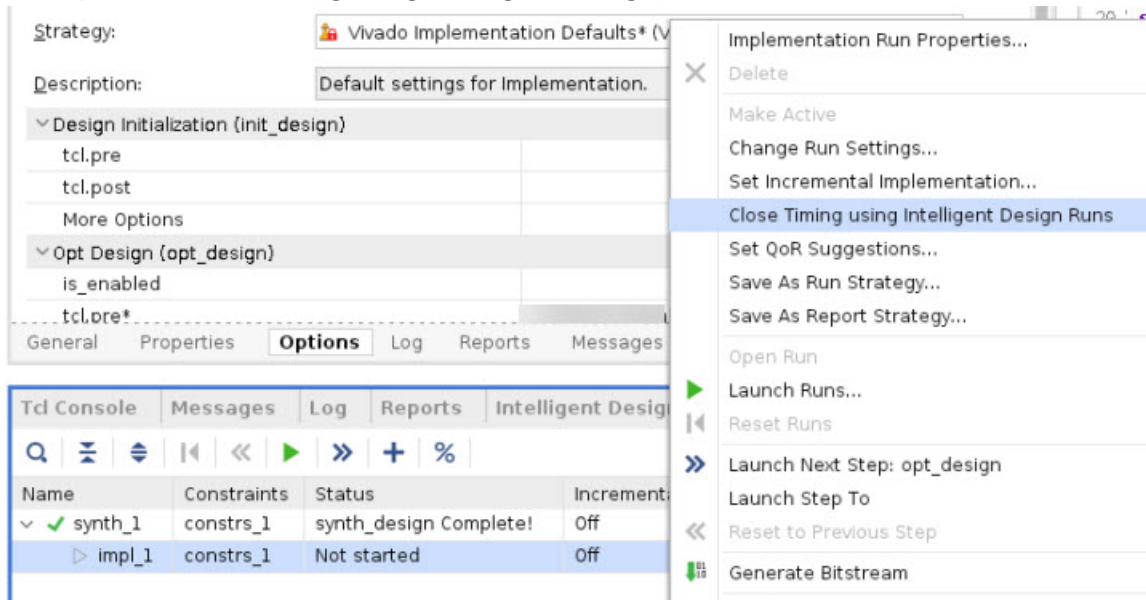 Strategy:
Vivado Implementation Defaults* (V
Description:
Default settings for Implementation.
Design Initialization (init_design)
tcl.pre
tcl.post
More Options
Opt Design (opt_design)
is_enabled
tcl.pre*
General Properties Options Log Reports Messages
Tcl Console Messages Log Reports Intelligent Desig
Name Constraints Status Incrementa
synth_1 constrs_1 synth_design Complete! Off
impl_1 constrs_1 Not started Off
Implementation Run Properties...
Delete
Make Active
Change Run Settings...
Set Incremental Implementation...
Close Timing using Intelligent Design Runs
Set QoR Suggestions...
Save As Run Strategy...
Save As Report Strategy...
Open Run
Launch Runs...
Reset Runs
Launch Next Step: opt_design
Launch Step To
Reset to Previous Step
Generate Bitstream